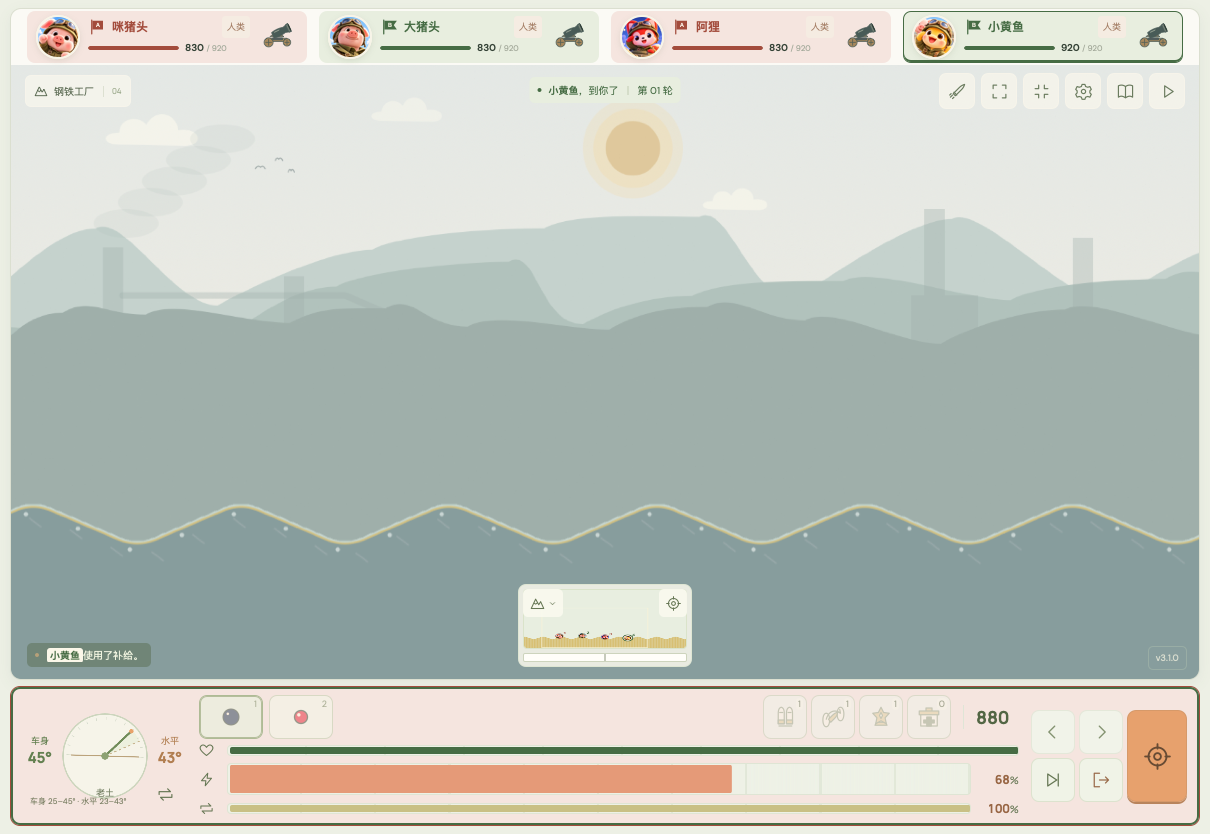 A 咪猪头 人类
830 / 920
B 大猪头 人类
830 / 920
A 阿狸 人类
830 / 920
B 小黄鱼 人类
920 / 920
钢铁工厂 04
小黄鱼，到你了 第 01 轮
小黄鱼使用了补给。
v3.1.0
车身
45°
水平
43°
老土
车身 25–45° · 水平 23–43°
1
2
1
1
1
0
880
68%
100%